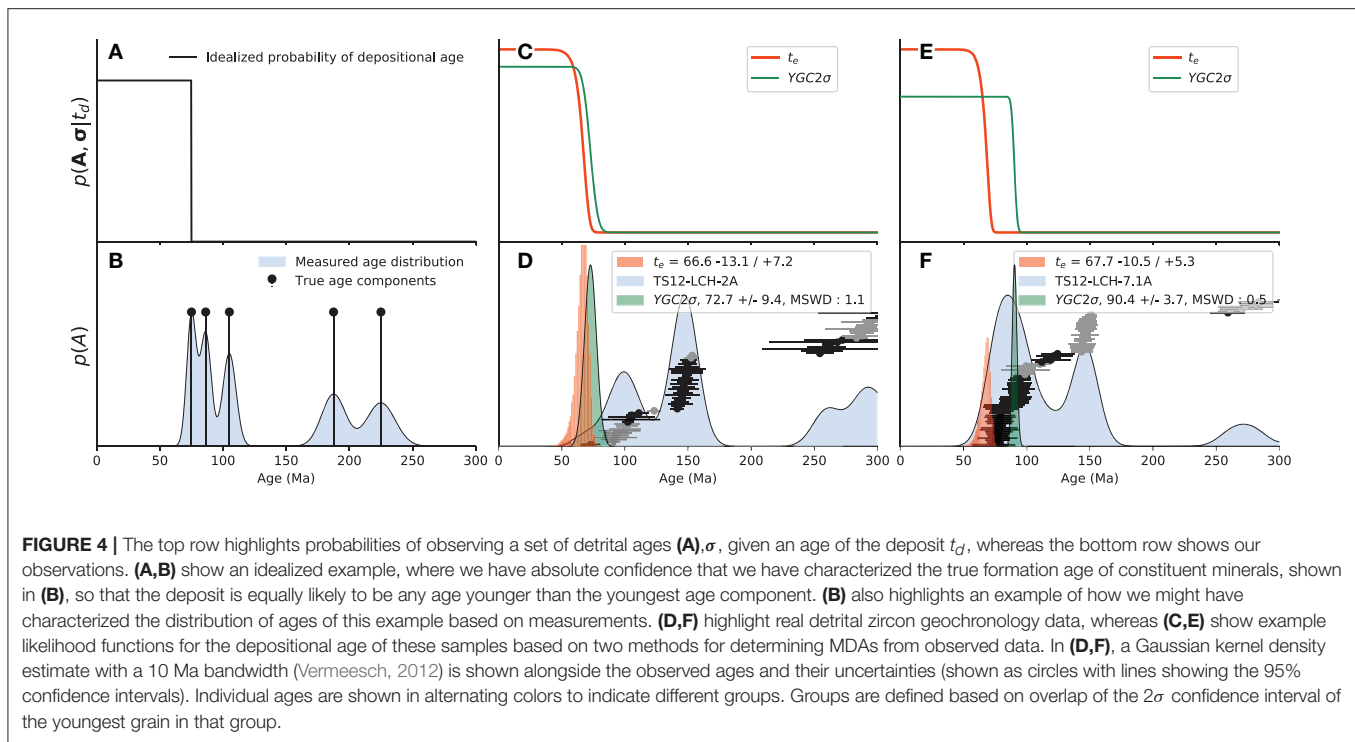 A
Idealized probability of depositional age
p(A, σ|t_d)
C
t_e
YGC2σ
E
t_e
YGC2σ
B
Measured age distribution
True age components
p(A)
0 50 100 150 200 250 300
Age (Ma)
D
t_e = 66.6 -13.1 / +7.2
TS12-LCH-2A
YGC2σ, 72.7 +/- 9.4, MSWD : 1.1
0 50 100 150 200 250 300
Age (Ma)
F
t_e = 67.7 -10.5 / +5.3
TS12-LCH-7.1A
YGC2σ, 90.4 +/- 3.7, MSWD : 0.5
0 50 100 150 200 250 300
Age (Ma)
FIGURE 4 | The top row highlights probabilities of observing a set of detrital ages (A),σ, given an age of the deposit t_d, whereas the bottom row shows our
observations. (A,B) show an idealized example, where we have absolute confidence that we have characterized the true formation age of constituent minerals, shown
in (B), so that the deposit is equally likely to be any age younger than the youngest age component. (B) also highlights an example of how we might have
characterized the distribution of ages of this example based on measurements. (D,F) highlight real detrital zircon geochronology data, whereas (C,E) show example
likelihood functions for the depositional age of these samples based on two methods for determining MDAs from observed data. In (D,F), a Gaussian kernel density
estimate with a 10 Ma bandwidth (Vermeesch, 2012) is shown alongside the observed ages and their uncertainties (shown as circles with lines showing the 95%
confidence intervals). Individual ages are shown in alternating colors to indicate different groups. Groups are defined based on overlap of the 2σ confidence interval of
the youngest grain in that group.